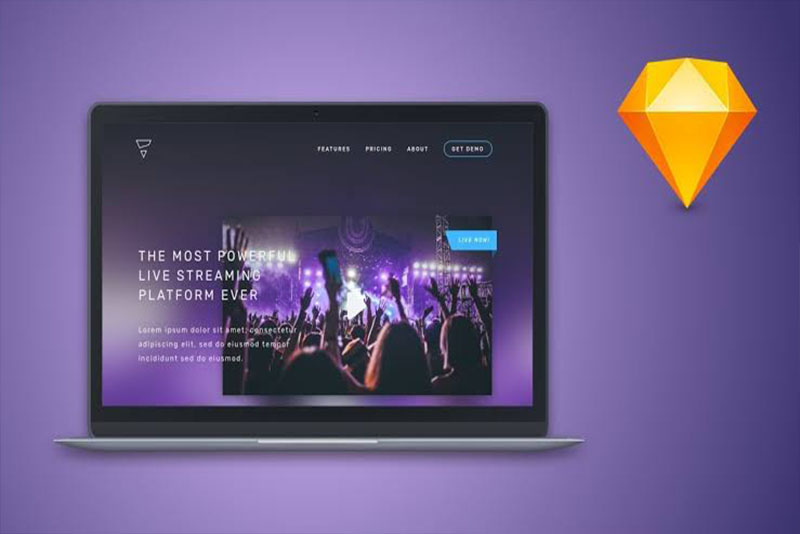 FEATURES PRICING ABOUT GET DEMO
LIVE NOW!
THE MOST POWERFUL
LIVE STREAMING
PLATFORM EVER
Lorem ipsum dolor sit amet, consectetur
adipiscing elit, sed do eiusmod tempor
incididunt sed do eiusmod.